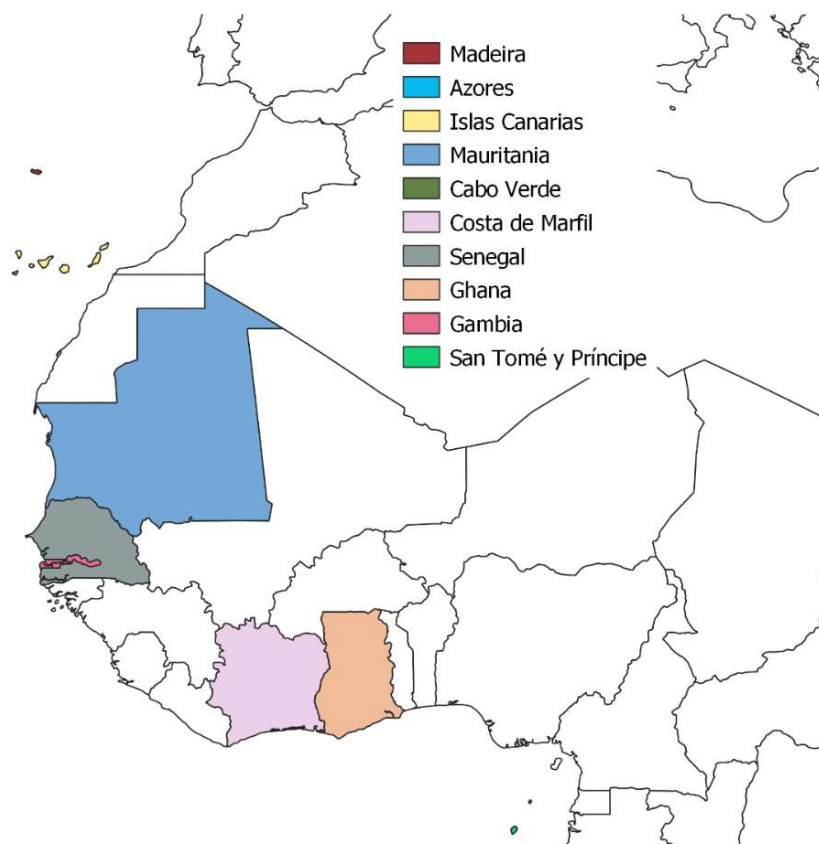 Madeira
Azores
Islas Canarias
Mauritania
Cabo Verde
Costa de Marfil
Senegal
Ghana
Gambia
San Tomé y Príncipe